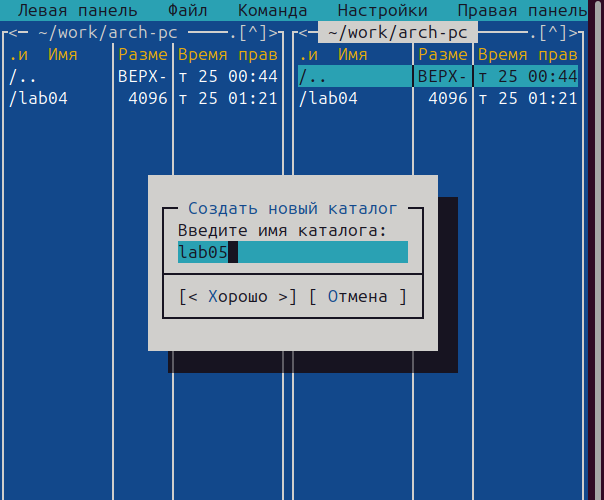 Левая панель Файл Команда Настройки Правая панель
<─ ~/work/arch-pc ──.[^]> <─ ~/work/arch-pc ──.[^]>
.и Имя Разме Время прав .и Имя Разме Время прав
/.. ВЕРХ- т 25 00:44 /.. ВЕРХ- т 25 00:44
/lab04 4096 т 25 01:21 /lab04 4096 т 25 01:21
Создать новый каталог
Введите имя каталога:
lab05
[< Хорошо >] [ Отмена ]